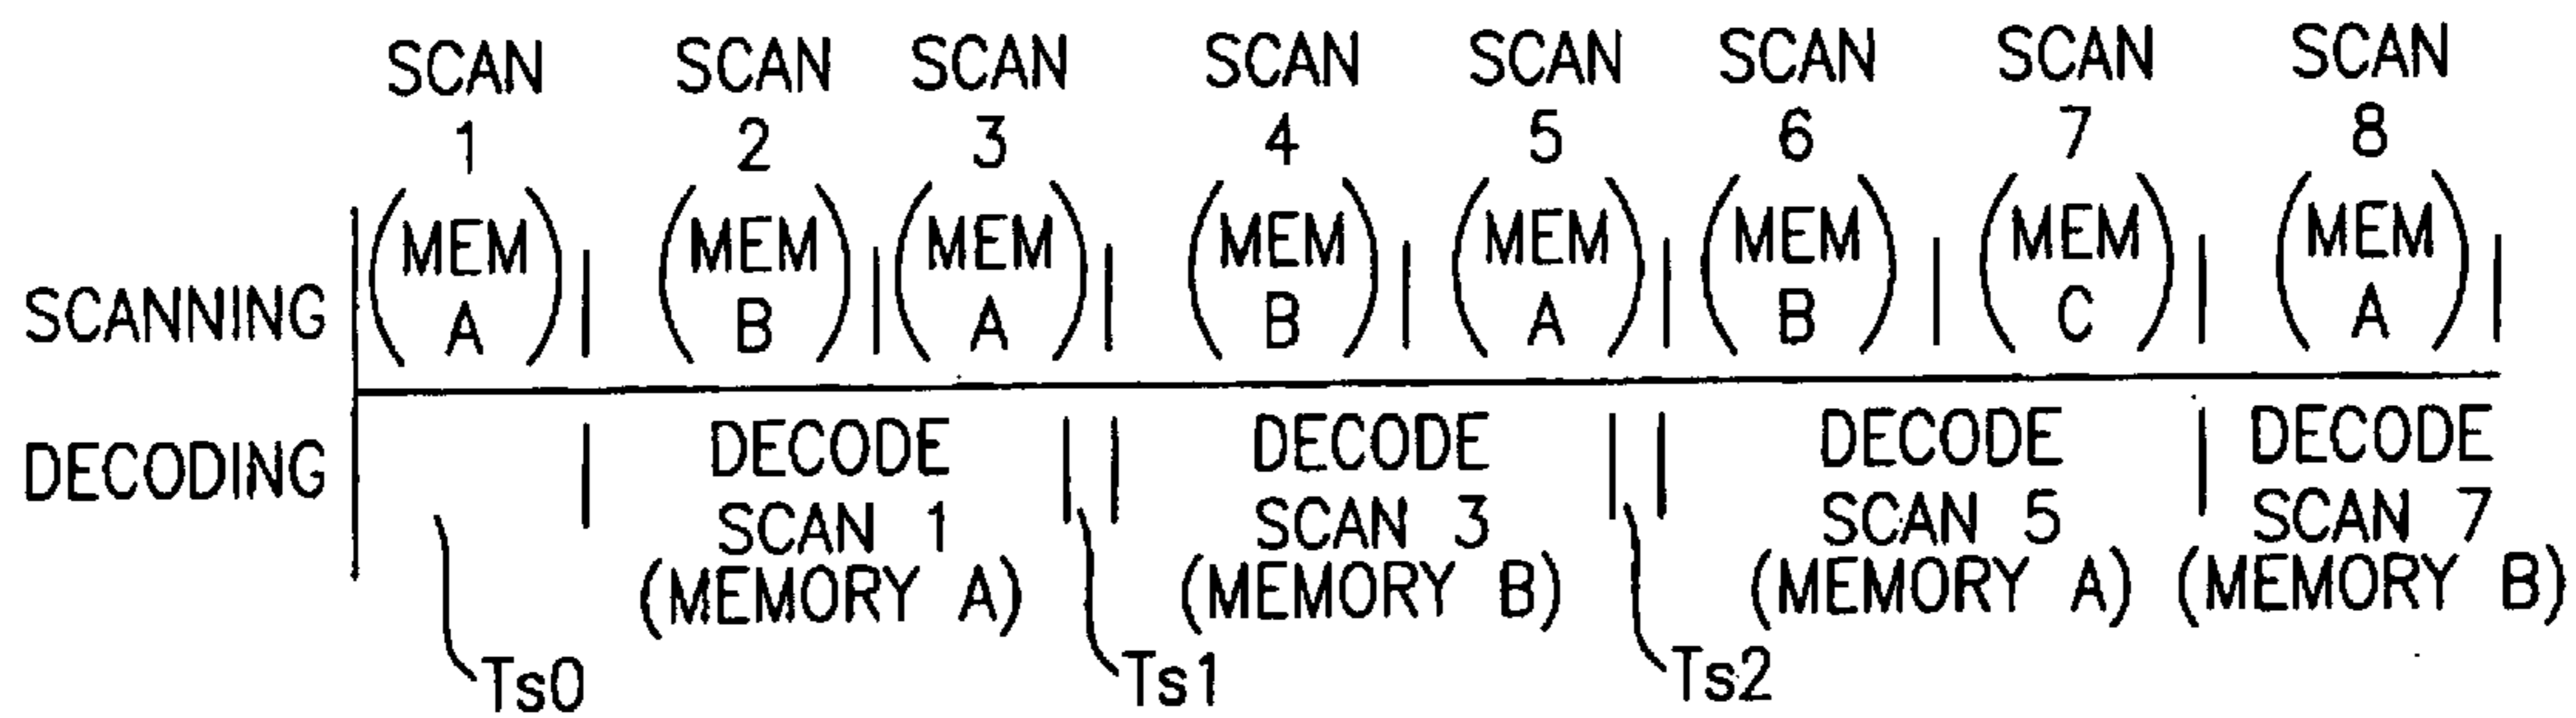 SCAN SCAN SCAN SCAN SCAN SCAN SCAN SCAN
1 2 3 4 5 6 7 8
(MEM (MEM (MEM (MEM (MEM (MEM (MEM (MEM
SCANNING A) B) A) B) A) B) C) A)
DECODING DECODE DECODE DECODE DECODE
SCAN 1 SCAN 3 SCAN 5 SCAN 7
(MEMORY A) (MEMORY B) (MEMORY A) (MEMORY B)
Ts0 Ts1 Ts2